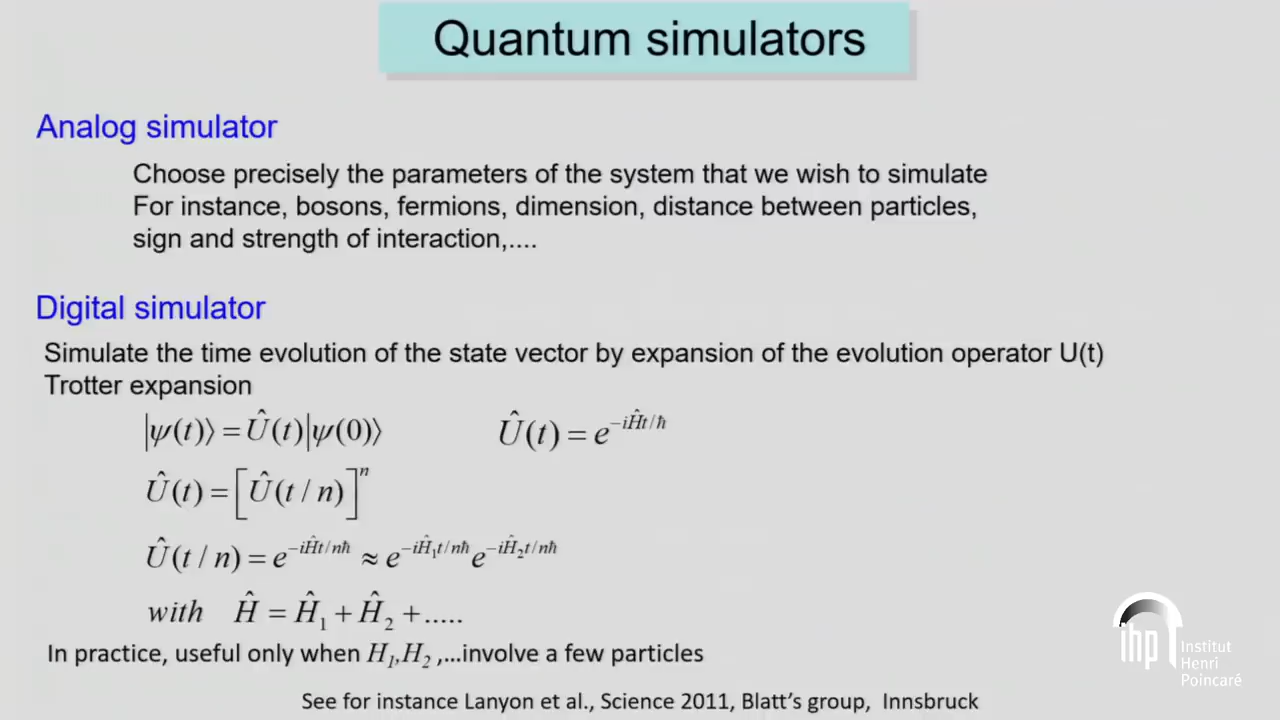 Quantum simulators
Analog simulator
Choose precisely the parameters of the system that we wish to simulate
For instance, bosons, fermions, dimension, distance between particles,
sign and strength of interaction,....
Digital simulator
Simulate the time evolution of the state vector by expansion of the evolution operator U(t)
Trotter expansion
|ψ(t)⟩ = Û(t)|ψ(0)⟩    Û(t) = e^{−iĤt/ħ}
Û(t) = [Û(t / n)]^n
Û(t / n) = e^{−iĤt/nħ} ≈ e^{−iĤ₁t/nħ} e^{−iĤ₂t/nħ}
with Ĥ = Ĥ₁ + Ĥ₂ + .....
In practice, useful only when H₁,H₂ ,...involve a few particles
See for instance Lanyon et al., Science 2011, Blatt’s group, Innsbruck
ihp
Institut
Henri
Poincaré